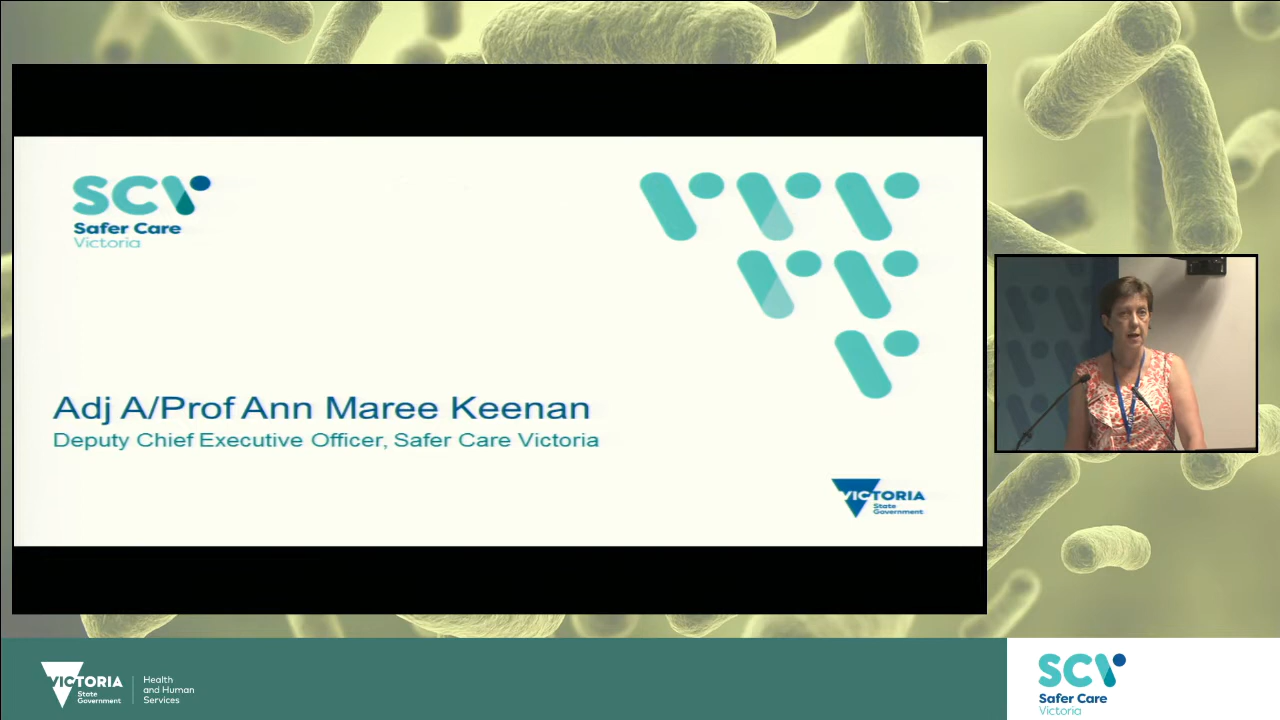 SCV
Safer Care
Victoria
Adj A/Prof Ann Maree Keenan
Deputy Chief Executive Officer, Safer Care Victoria
VICTORIA
State
Government
VICTORIA
State
Government
Health
and Human
Services
SCV
Safer Care
Victoria